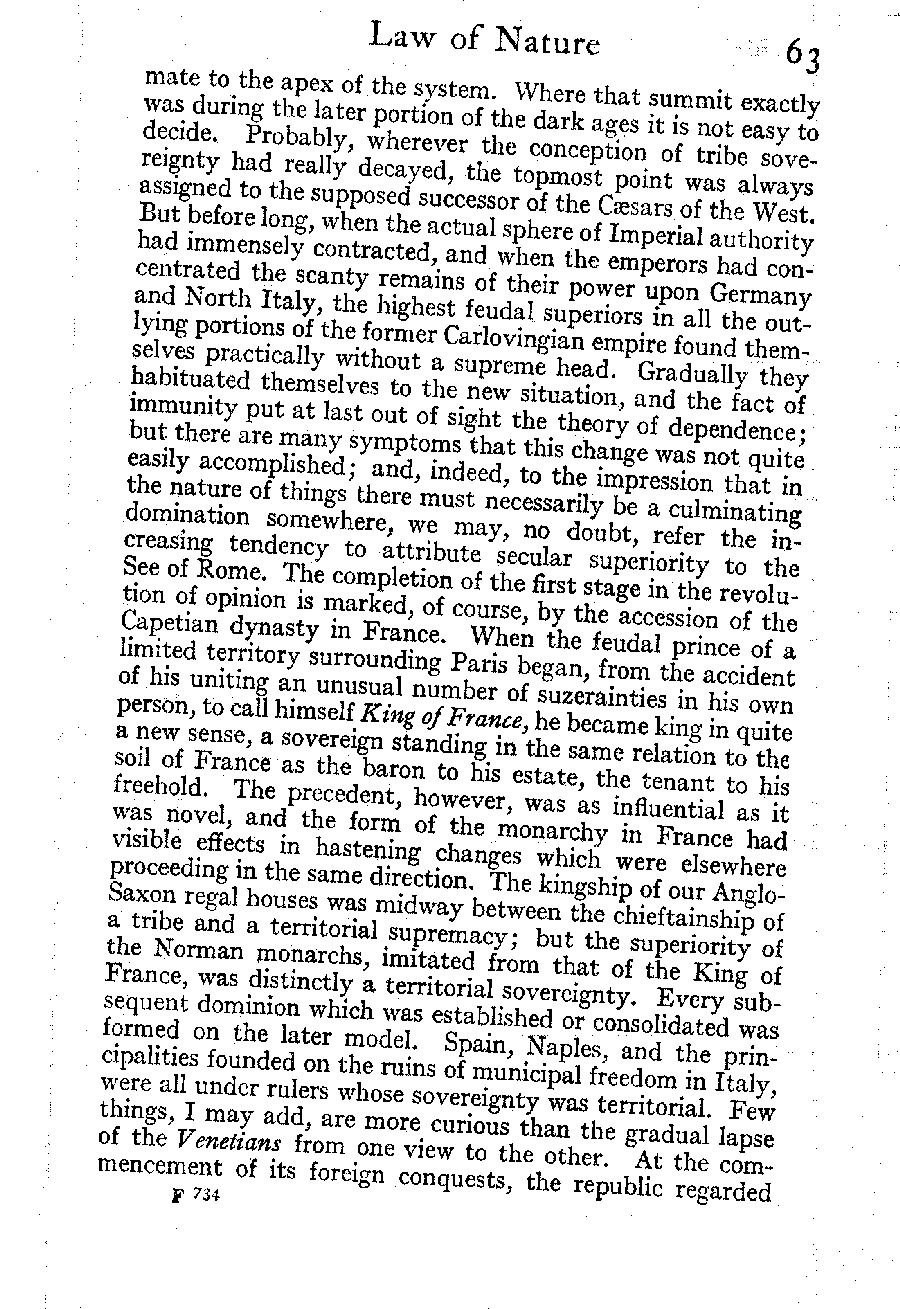 Law of Nature 63
mate to the apex of the system. Where that summit exactly
was during the later portion of the dark ages it is not easy to
decide. Probably, wherever the conception of tribe sove-
reignty had really decayed, the topmost point was always
assigned to the supposed successor of the Cæsars of the West.
But before long, when the actual sphere of Imperial authority
had immensely contracted, and when the emperors had con-
centrated the scanty remains of their power upon Germany
and North Italy, the highest feudal superiors in all the out-
lying portions of the former Carlovingian empire found them-
selves practically without a supreme head. Gradually they
habituated themselves to the new situation, and the fact of
immunity put at last out of sight the theory of dependence;
but there are many symptoms that this change was not quite
easily accomplished; and, indeed, to the impression that in
the nature of things there must necessarily be a culminating
domination somewhere, we may, no doubt, refer the in-
creasing tendency to attribute secular superiority to the
See of Rome. The completion of the first stage in the revolu-
tion of opinion is marked, of course, by the accession of the
Capetian dynasty in France. When the feudal prince of a
limited territory surrounding Paris began, from the accident
of his uniting an unusual number of suzerainties in his own
person, to call himself King of France, he became king in quite
a new sense, a sovereign standing in the same relation to the
soil of France as the baron to his estate, the tenant to his
freehold. The precedent, however, was as influential as it
was novel, and the form of the monarchy in France had
visible effects in hastening changes which were elsewhere
proceeding in the same direction. The kingship of our Anglo-
Saxon regal houses was midway between the chieftainship of
a tribe and a territorial supremacy; but the superiority of
the Norman monarchs, imitated from that of the King of
France, was distinctly a territorial sovereignty. Every sub-
sequent dominion which was established or consolidated was
formed on the later model. Spain, Naples, and the prin-
cipalities founded on the ruins of municipal freedom in Italy,
were all under rulers whose sovereignty was territorial. Few
things, I may add, are more curious than the gradual lapse
of the Venetians from one view to the other. At the com-
mencement of its foreign conquests, the republic regarded
F 734